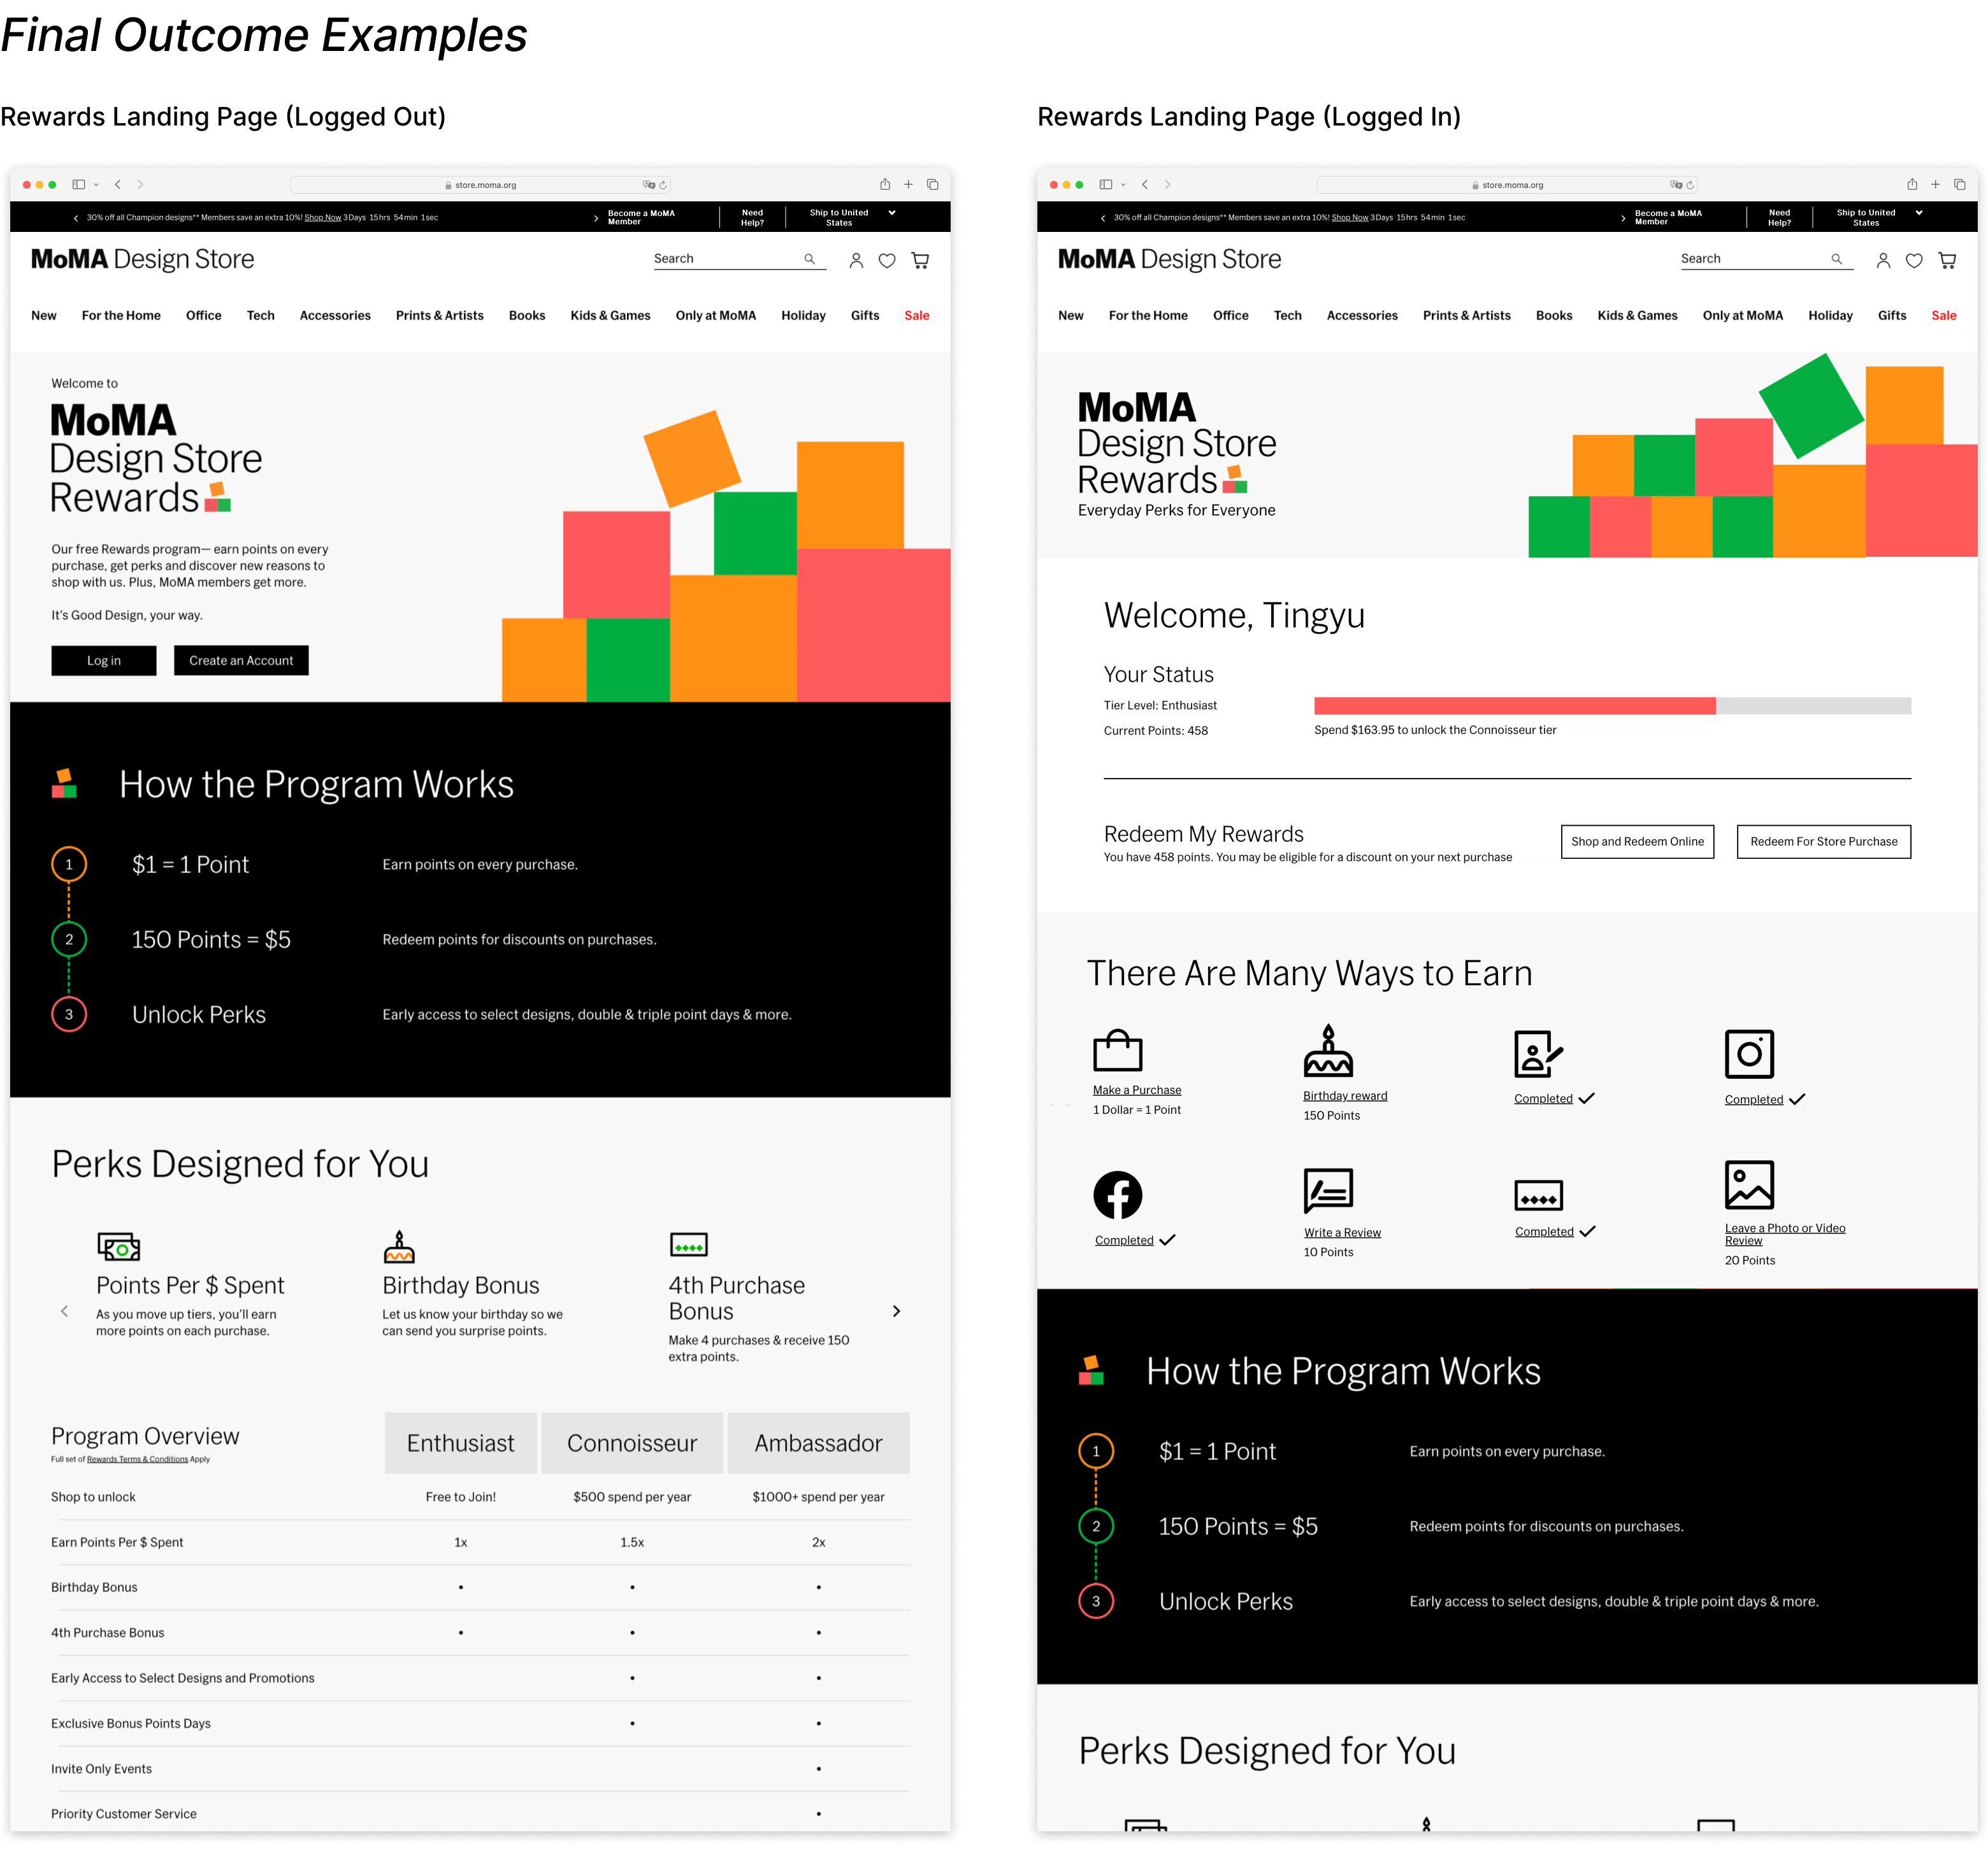 Final Outcome Examples
Rewards Landing Page (Logged Out)
store.moma.org
30% off all Champion designs** Members save an extra 10%! Shop Now 3Days 15hrs 54min 1sec
Become a MoMA
Member
Need
Help?
Ship to United
States
MoMA Design Store
Search
New For the Home Office Tech Accessories Prints & Artists Books Kids & Games Only at MoMA Holiday Gifts Sale
Welcome to
MoMA
Design Store
Rewards
Our free Rewards program— earn points on every
purchase, get perks and discover new reasons to
shop with us. Plus, MoMA members get more.
It's Good Design, your way.
Log in Create an Account
How the Program Works
1 $1 = 1 Point Earn points on every purchase.
2 150 Points = $5 Redeem points for discounts on purchases.
3 Unlock Perks Early access to select designs, double & triple point days & more.
Perks Designed for You
Points Per $ Spent
As you move up tiers, you'll earn
more points on each purchase.
Birthday Bonus
Let us know your birthday so we
can send you surprise points.
4th Purchase
Bonus
Make 4 purchases & receive 150
extra points.
Program Overview
Full set of Rewards Terms & Conditions Apply
Enthusiast Connoisseur Ambassador
Shop to unlock Free to Join! $500 spend per year $1000+ spend per year
Earn Points Per $ Spent 1x 1.5x 2x
Birthday Bonus • • •
4th Purchase Bonus • • •
Early Access to Select Designs and Promotions • •
Exclusive Bonus Points Days • •
Invite Only Events •
Priority Customer Service •
Rewards Landing Page (Logged In)
store.moma.org
30% off all Champion designs** Members save an extra 10%! Shop Now 3Days 15hrs 54min 1sec
Become a MoMA
Member
Need
Help?
Ship to United
States
MoMA Design Store
Search
New For the Home Office Tech Accessories Prints & Artists Books Kids & Games Only at MoMA Holiday Gifts Sale
MoMA
Design Store
Rewards
Everyday Perks for Everyone
Welcome, Tingyu
Your Status
Tier Level: Enthusiast
Current Points: 458
Spend $163.95 to unlock the Connoisseur tier
Redeem My Rewards
You have 458 points. You may be eligible for a discount on your next purchase
Shop and Redeem Online Redeem For Store Purchase
There Are Many Ways to Earn
Make a Purchase
1 Dollar = 1 Point
Birthday reward
150 Points
Completed
Completed
Completed
Write a Review
10 Points
Completed
Leave a Photo or Video
Review
20 Points
How the Program Works
1 $1 = 1 Point Earn points on every purchase.
2 150 Points = $5 Redeem points for discounts on purchases.
3 Unlock Perks Early access to select designs, double & triple point days & more.
Perks Designed for You